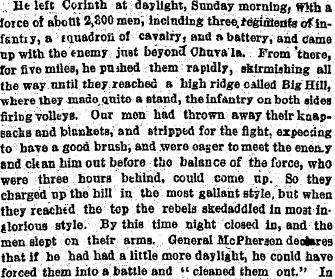 He left Corinth at daylight, Sunday morning, with a
force of about 2,800 men, including three regiments of in-
fantry, a squadron of cavalry, and a battery, and came
up with the enemy just beyond Chuwa'la. From there,
for five miles, he pushed them rapidly, skirmishing all
the way until they reached a high ridge called Big Hill,
where they made quite a stand, the infantry on both sides
firing volleys. Our men had thrown away their knap-
sacks and blankets, and stripped for the fight, expecting
to have a good brush, and were eager to meet the enemy
and clean him out before the balance of the force, who
were three hours behind, could come up. So they
charged up the hill in the most gallant style, but when
they reached the top the rebels skedaddled in most in-
glorious style. By this time night closed in, and the
men slept on their arms. General McPherson declares
that if he had had a little more daylight, he could have
forced them into a battle and "cleaned them out."